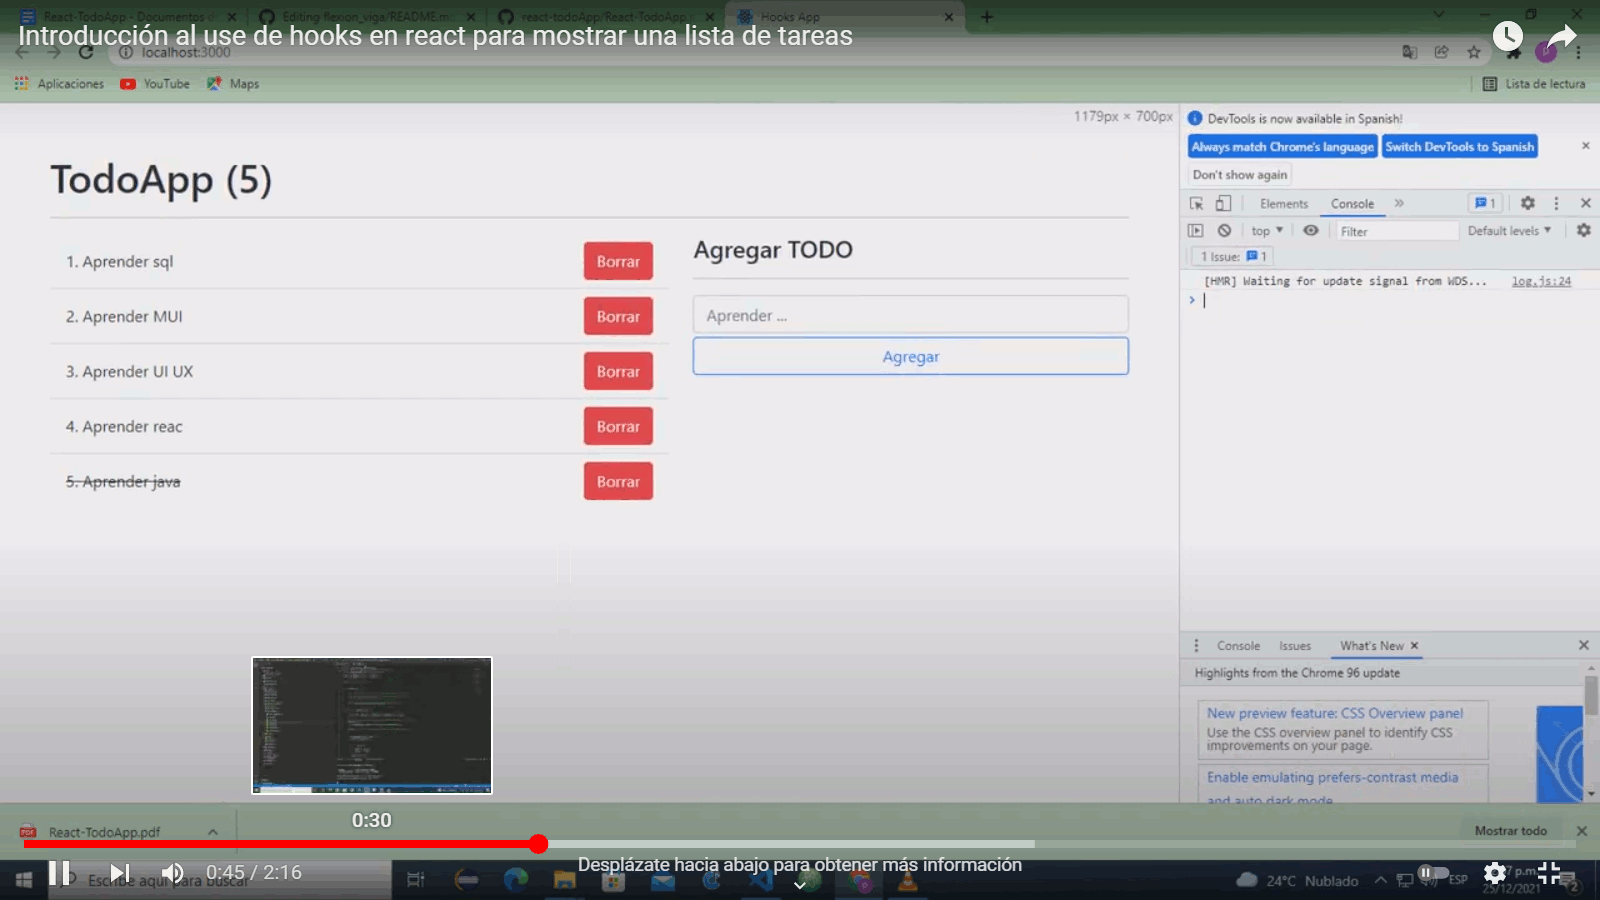 React-TodoApp - Documentos d
Editing flexion_viga/README.m
react-todoApp/React-TodoApp
Hooks App
Introducción al use de hooks en react para mostrar una lista de tareas
localhost:3000
Aplicaciones
YouTube
Maps
Lista de lectura
1179px × 700px
TodoApp (5)
1. Aprender sql
Borrar
2. Aprender MUI
Borrar
3. Aprender UI UX
Borrar
4. Aprender reac
Borrar
5. Aprender java
Borrar
Agregar TODO
Aprender ...
Agregar
DevTools is now available in Spanish!
Always match Chrome's language
Switch DevTools to Spanish
Don't show again
Elements
Console
1
top
Filter
Default levels
1 Issue: 1
[HMR] Waiting for update signal from WDS...
log.js:24
Console
Issues
What's New
Highlights from the Chrome 96 update
New preview feature: CSS Overview panel
Use the CSS overview panel to identify CSS
improvements on your page.
Enable emulating prefers-contrast media
and auto dark mode
0:30
React-TodoApp.pdf
Mostrar todo
0:45 / 2:16
Desplázate hacia abajo para obtener más información
Escribe aquí para buscar
24°C Nublado
ESP
7 p.m.
25/12/2021
2